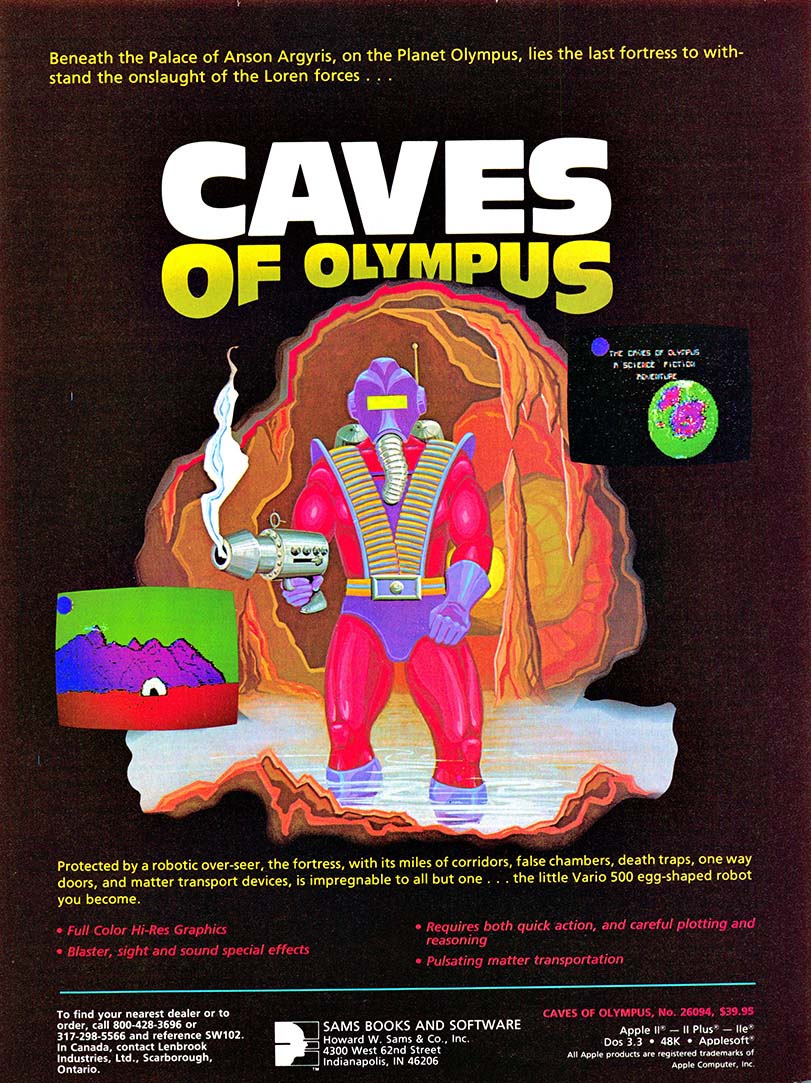 Beneath the Palace of Anson Argyris, on the Planet Olympus, lies the last fortress to with-
stand the onslaught of the Loren forces . . .
CAVES
OF OLYMPUS
THE CAVES OF OLYMPUS
A SCIENCE FICTION
ADVENTURE
Protected by a robotic over-seer, the fortress, with its miles of corridors, false chambers, death traps, one way
doors, and matter transport devices, is impregnable to all but one . . . the little Vario 500 egg-shaped robot
you become.
• Full Color Hi-Res Graphics
• Blaster, sight and sound special effects
• Requires both quick action, and careful plotting and
reasoning
• Pulsating matter transportation
To find your nearest dealer or to
order, call 800-428-3696 or
317-298-5566 and reference SW102.
In Canada, contact Lenbrook
Industries, Ltd., Scarborough,
Ontario.
TM
SAMS BOOKS AND SOFTWARE
Howard W. Sams & Co., Inc.
4300 West 62nd Street
Indianapolis, IN 46206
CAVES OF OLYMPUS, No. 26094, $39.95
Apple II® — II Plus® — IIe®
Dos 3.3 • 48K • Applesoft®
All Apple products are registered trademarks of
Apple Computer, Inc.